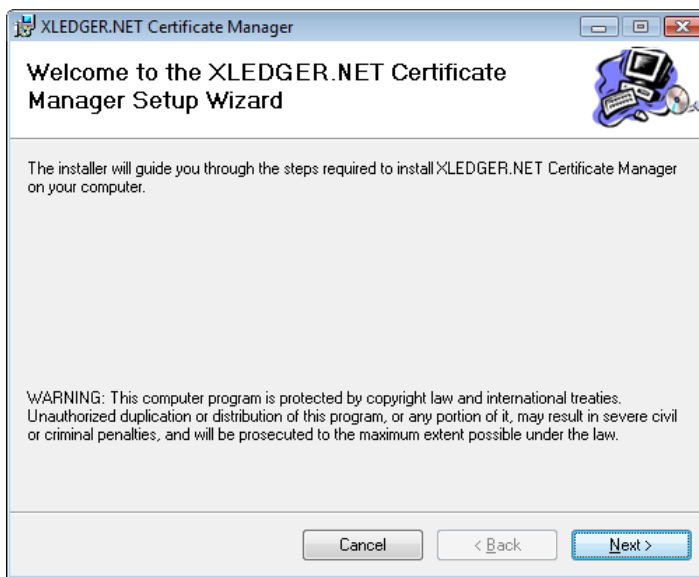 XLEDGER.NET Certificate Manager
Welcome to the XLEDGER.NET Certificate
Manager Setup Wizard
The installer will guide you through the steps required to install XLEDGER.NET Certificate Manager
on your computer.
WARNING: This computer program is protected by copyright law and international treaties.
Unauthorized duplication or distribution of this program, or any portion of it, may result in severe civil
or criminal penalties, and will be prosecuted to the maximum extent possible under the law.
Cancel
< Back
Next >